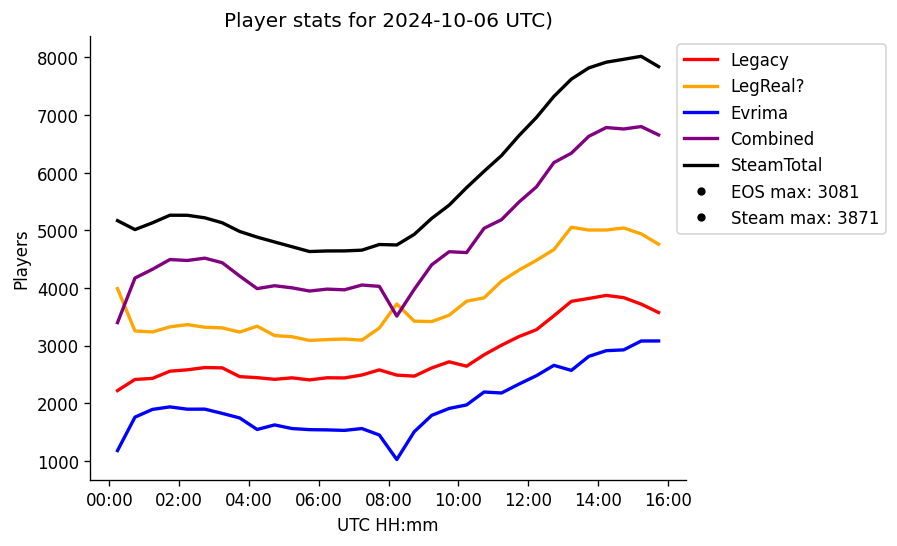 Player stats for 2024-10-06 UTC)
8000
7000
6000
5000
4000
3000
2000
1000
Players
00:00 02:00 04:00 06:00 08:00 10:00 12:00 14:00 16:00
UTC HH:mm
Legacy
LegReal?
Evrima
Combined
SteamTotal
EOS max: 3081
Steam max: 3871